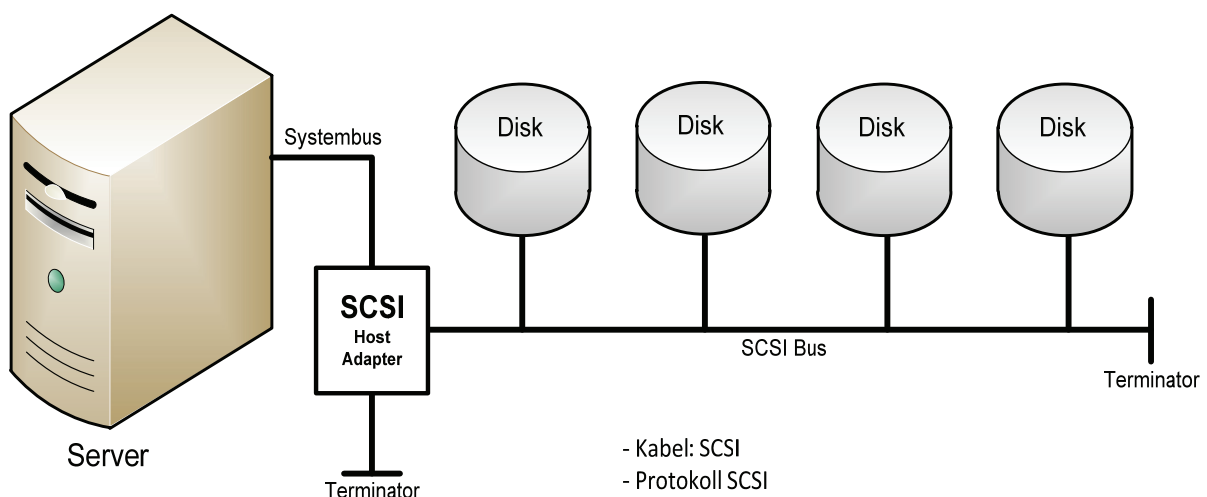 Systembus
Disk
Disk
Disk
Disk
SCSI
Host
Adapter
SCSI Bus
Terminator
Server
Terminator
- Kabel: SCSI
- Protokoll SCSI